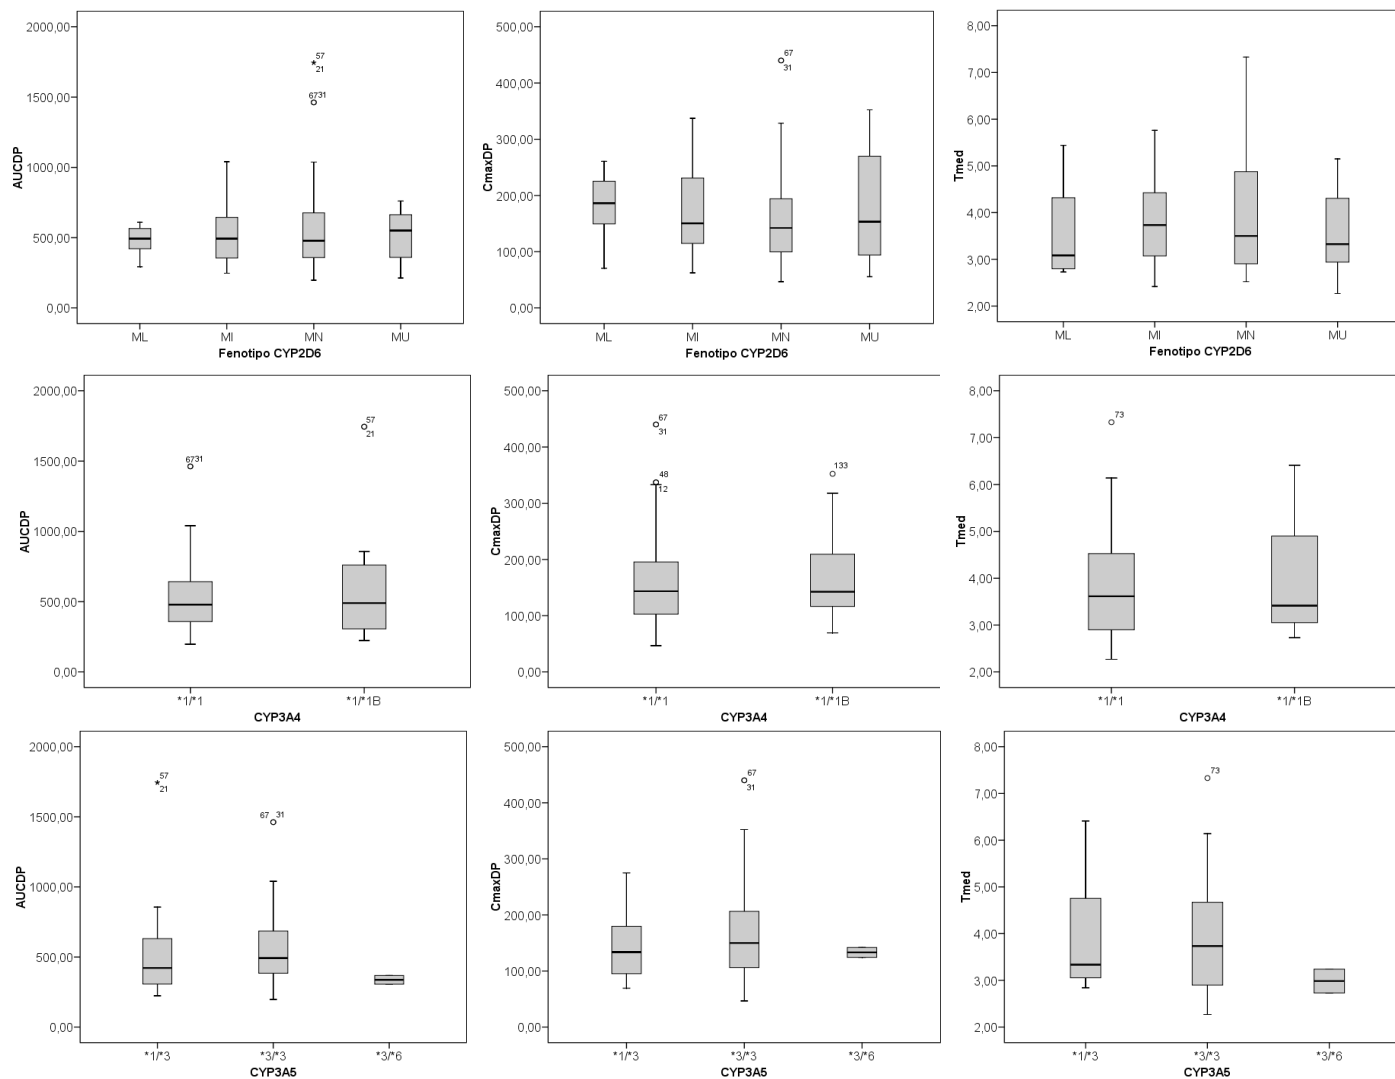 2000,00
1500,00
1000,00
500,00
0,00
AUCDP
57
21
6731
ML MI MN MU
Fenotipo CYP2D6
500,00
400,00
300,00
200,00
100,00
0,00
CmaxDP
67
31
ML MI MN MU
Fenotipo CYP2D6
8,00
7,00
6,00
5,00
4,00
3,00
2,00
Tmed
ML MI MN MU
Fenotipo CYP2D6
2000,00
1500,00
1000,00
500,00
0,00
AUCDP
6731
57
21
*1/*1 *1/*1B
CYP3A4
500,00
400,00
300,00
200,00
100,00
0,00
CmaxDP
67
31
48
12
133
*1/*1 *1/*1B
CYP3A4
8,00
7,00
6,00
5,00
4,00
3,00
2,00
Tmed
73
*1/*1 *1/*1B
CYP3A4
2000,00
1500,00
1000,00
500,00
0,00
AUCDP
57
21
67 31
*1/*3 *3/*3 *3/*6
CYP3A5
500,00
400,00
300,00
200,00
100,00
0,00
CmaxDP
67
31
*1/*3 *3/*3 *3/*6
CYP3A5
8,00
7,00
6,00
5,00
4,00
3,00
2,00
Tmed
73
*1/*3 *3/*3 *3/*6
CYP3A5